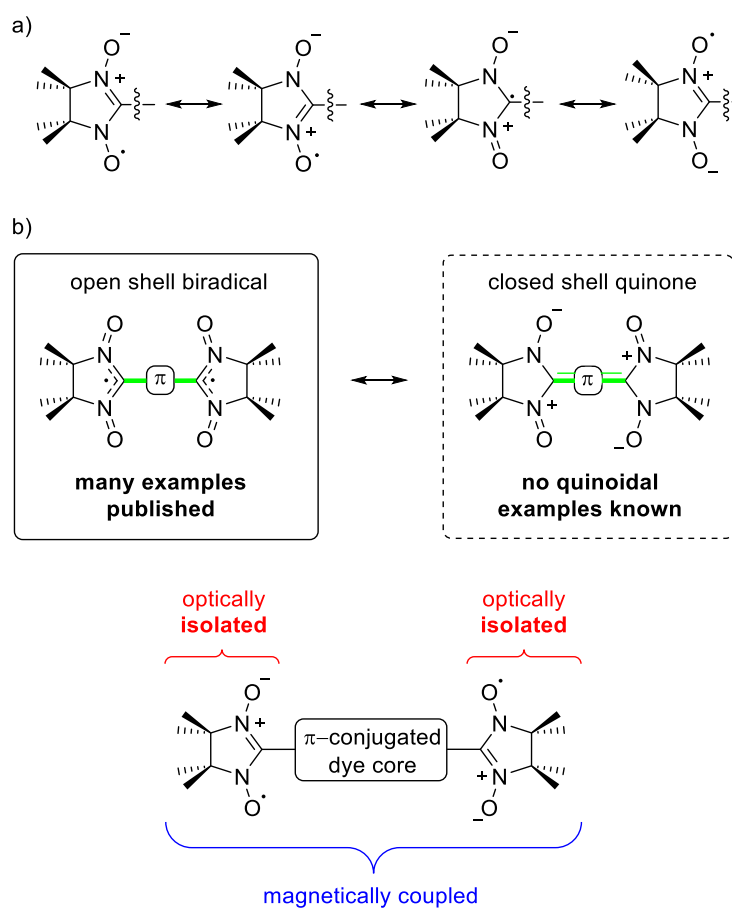 a)
O− O− O− O•
N+ N N N+
N N+ N+ N
O• O• O O−
b)
open shell biradical
closed shell quinone
O O O− O
N N N N+
• π • π
N N N+ N
O O O −O
many examples
published
no quinoidal
examples known
optically
isolated
optically
isolated
O− O•
N+ N
π–conjugated
dye core
N N+
O• −O
magnetically coupled